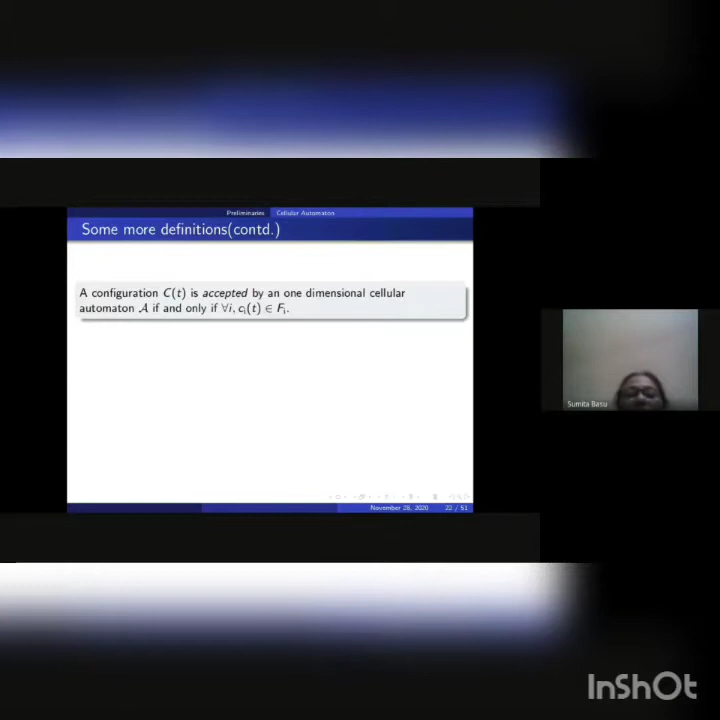 Preliminaries Cellular Automaton
Some more definitions(contd.)
A configuration C(t) is accepted by an one dimensional cellular
automaton 𝒜 if and only if ∀i, cᵢ(t) ∈ Fᵢ.
Sumita Basu
November 28, 2020 22 / 51
InShOt